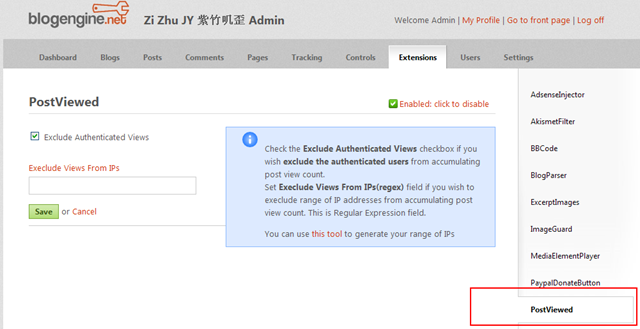 blogengine.net
Zi Zhu JY 紫竹叽歪 Admin
Welcome Admin | My Profile | Go to front page | Log off
Dashboard Blogs Posts Comments Pages Tracking Controls Extensions Users Settings
PostViewed
Enabled: click to disable
Exclude Authenticated Views
Execlude Views From IPs
Save or Cancel
Check the Exclude Authenticated Views checkbox if you
wish exclude the authenticated users from accumulating
post view count.
Set Execlude Views From IPs(regex) field if you wish to
execlude range of IP addresses from accumulating post
view count. This is Regular Expression field.
You can use this tool to generate your range of IPs
AdsenseInjector
AkismetFilter
BBCode
BlogParser
ExcerptImages
ImageGuard
MediaElementPlayer
PaypalDonateButton
PostViewed